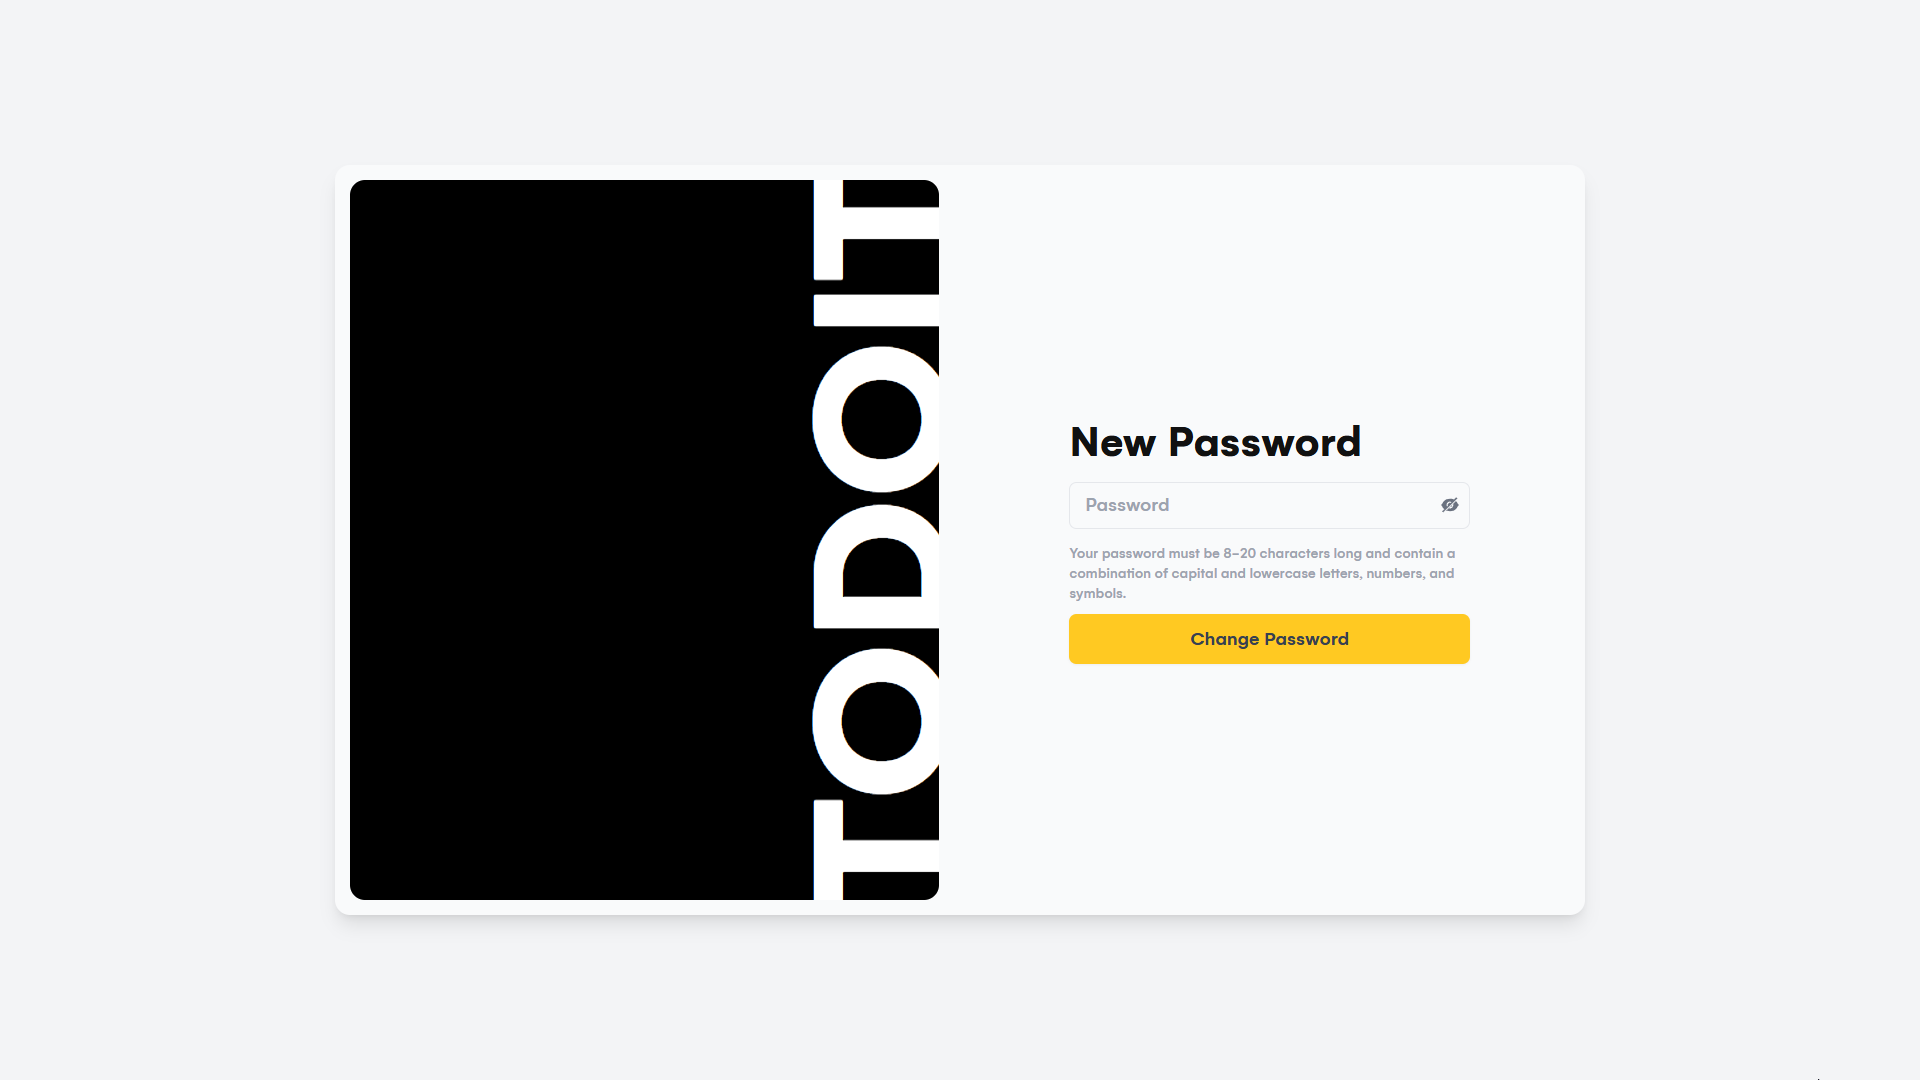 TODOIT
New Password
Password
Your password must be 8-20 characters long and contain a
combination of capital and lowercase letters, numbers, and
symbols.
Change Password